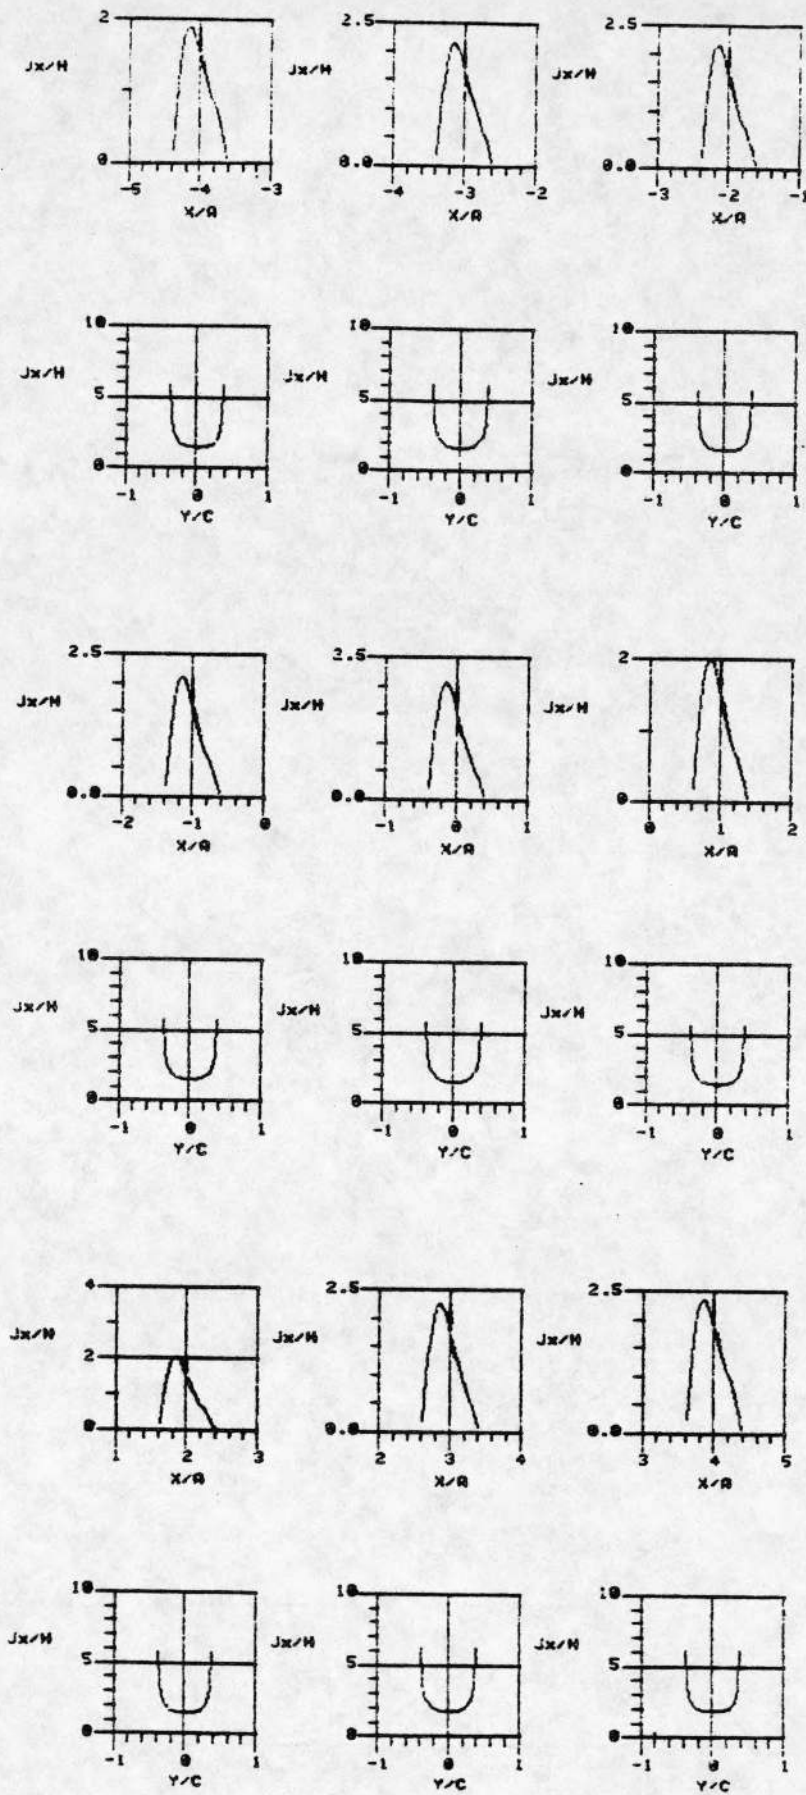 2 2.5 2.5
Jx/H Jx/H Jx/H
0 0.0 0.0
-5 -4 -3 -4 -3 -2 -3 -2 -1
X/A X/A X/A
10 10 10
Jx/H Jx/H Jx/H
5 5 5
0 0 0
-1 0 1 -1 0 1 -1 0 1
Y/C Y/C Y/C
2.5 2.5 2
Jx/H Jx/H Jx/H
0.0 0.0 0
-2 -1 0 -1 0 1 0 1 2
X/A X/A X/A
10 10 10
Jx/H Jx/H Jx/H
5 5 5
0 0 0
-1 0 1 -1 0 1 -1 0 1
Y/C Y/C Y/C
4 2.5 2.5
Jx/H Jx/H Jx/H
2
0 0.0 0.0
1 2 3 2 3 4 3 4 5
X/A X/A X/A
10 10 10
Jx/H Jx/H Jx/H
5 5 5
0 0 0
-1 0 1 -1 0 1 -1 0 1
Y/C Y/C Y/C